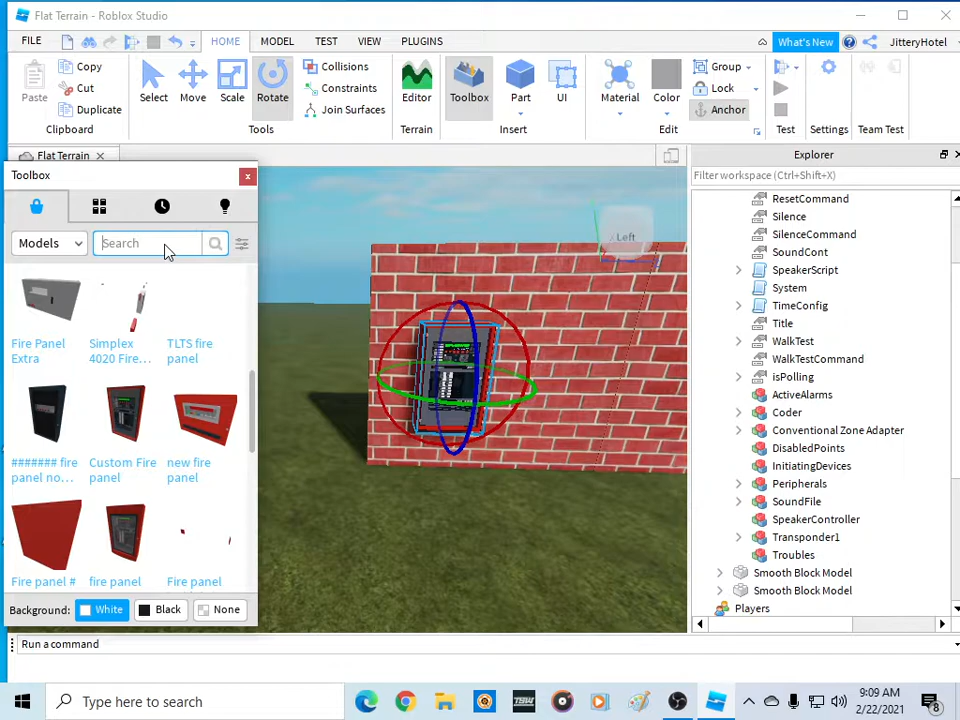 Flat Terrain - Roblox Studio
FILE HOME MODEL TEST VIEW PLUGINS What's New JitteryHotel
Paste Copy Cut Duplicate Select Move Scale Rotate Collisions Constraints Join Surfaces Editor Toolbox Part UI Material Color Group Lock Anchor Test Settings Team Test
Clipboard Tools Terrain Insert Edit Test Settings Team Test
Flat Terrain
Toolbox
Models Search
Fire Panel Extra
Simplex 4020 Fire...
TLTS fire panel
####### fire panel no...
Custom Fire panel
new fire panel
Fire panel #
fire panel
Fire panel
Background: White Black None
Left
Explorer
Filter workspace (Ctrl+Shift+X)
ResetCommand
Silence
SilenceCommand
SoundCont
SpeakerScript
System
TimeConfig
Title
WalkTest
WalkTestCommand
isPolling
ActiveAlarms
Coder
Conventional Zone Adapter
DisabledPoints
InitiatingDevices
Peripherals
SoundFile
SpeakerController
Transponder1
Troubles
Smooth Block Model
Smooth Block Model
Players
Run a command
Type here to search
9:09 AM
2/22/2021
8